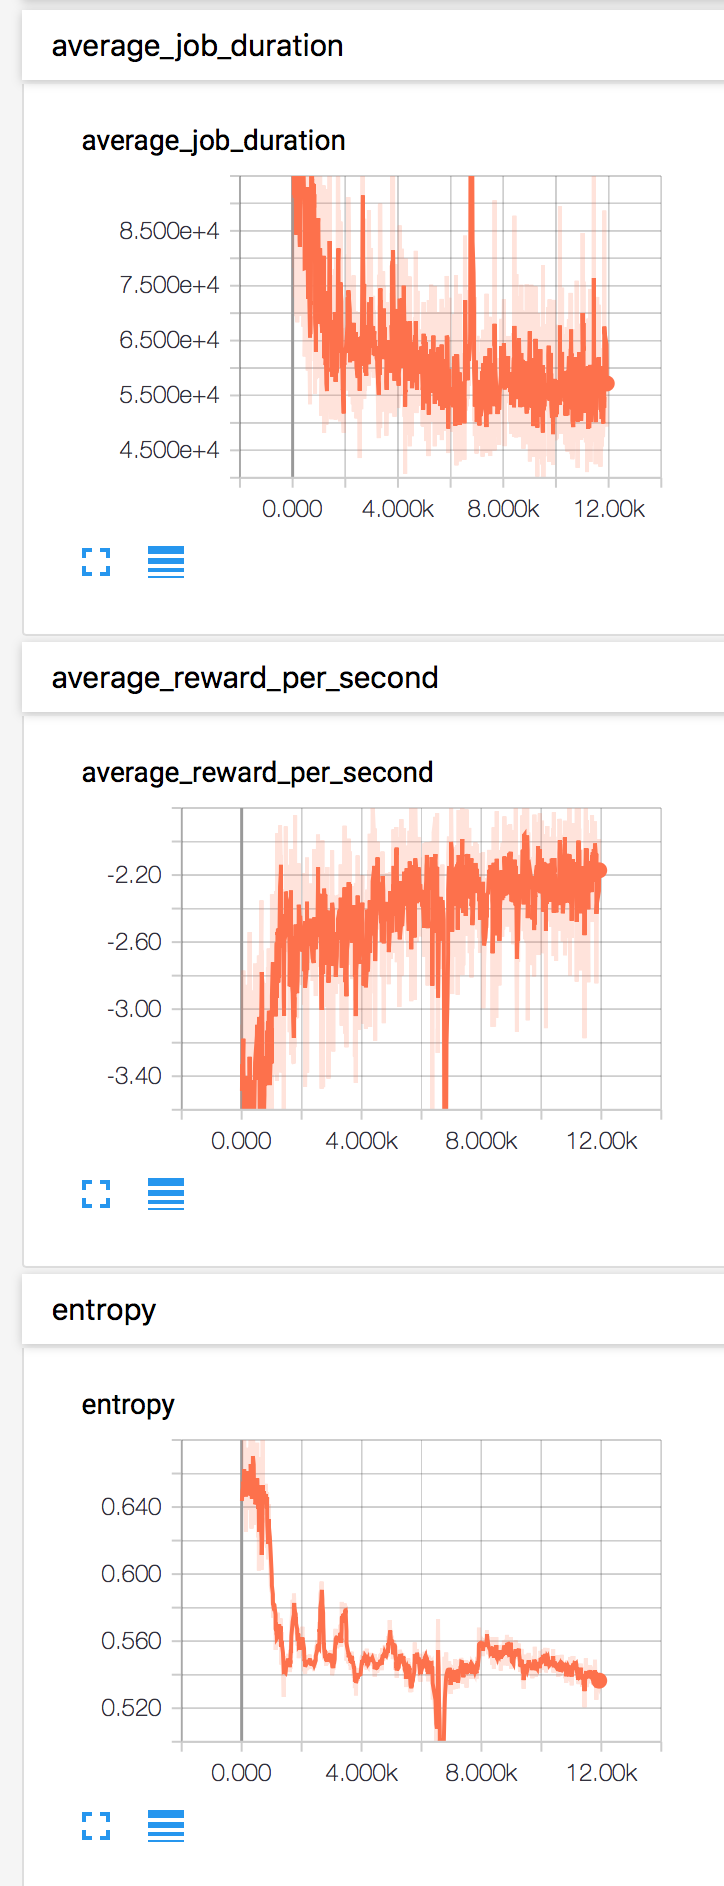 average_job_duration
average_job_duration
8.500e+4
7.500e+4
6.500e+4
5.500e+4
4.500e+4
0.000 4.000k 8.000k 12.00k
average_reward_per_second
average_reward_per_second
-2.20
-2.60
-3.00
-3.40
0.000 4.000k 8.000k 12.00k
entropy
entropy
0.640
0.600
0.560
0.520
0.000 4.000k 8.000k 12.00k